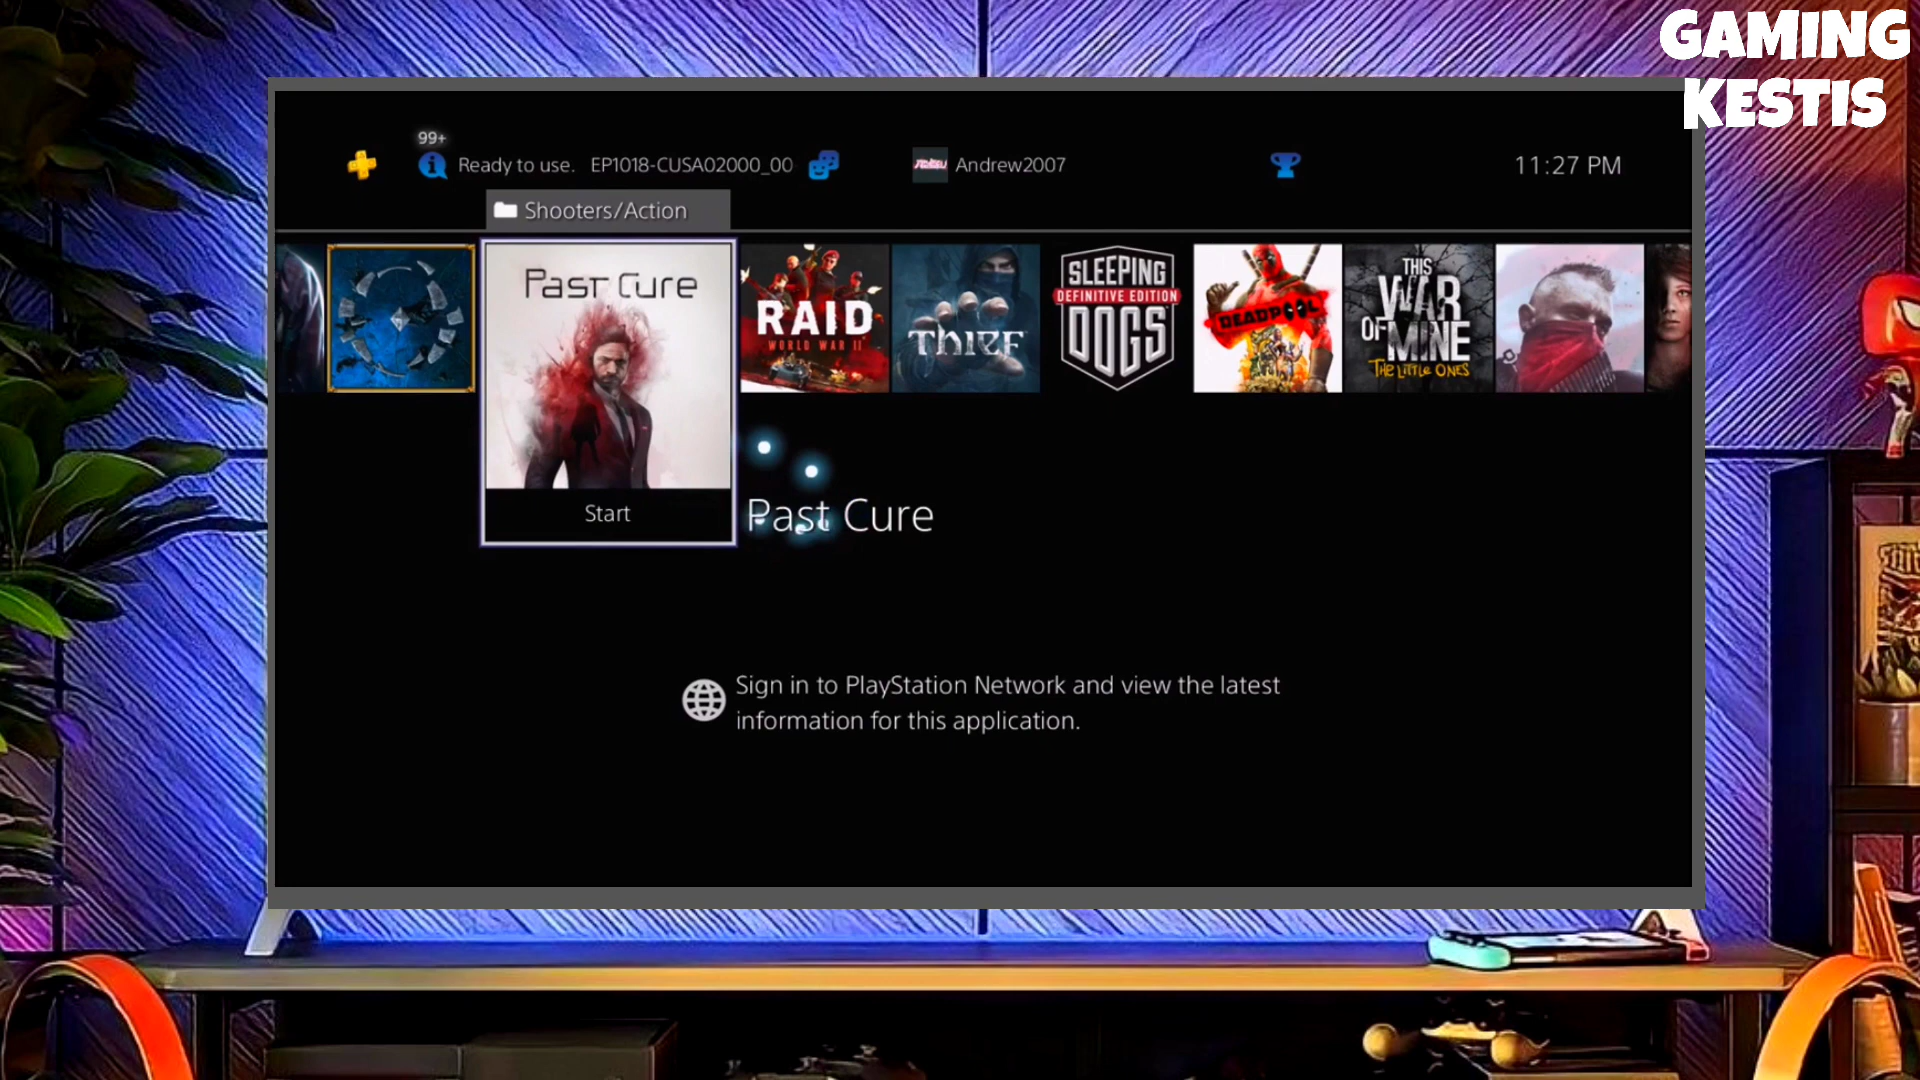 GAMING
KESTIS
99+
Ready to use. EP1018-CUSA02000_00
Andrew2007
11:27 PM
Shooters/Action
Past Cure
RAID
WORLD WAR II
THIEF
SLEEPING
DEFINITIVE EDITION
DOGS
DEADPOOL
THIS
WAR
OF MINE
THE LITTLE ONES
Start
Past Cure
Sign in to PlayStation Network and view the latest
information for this application.